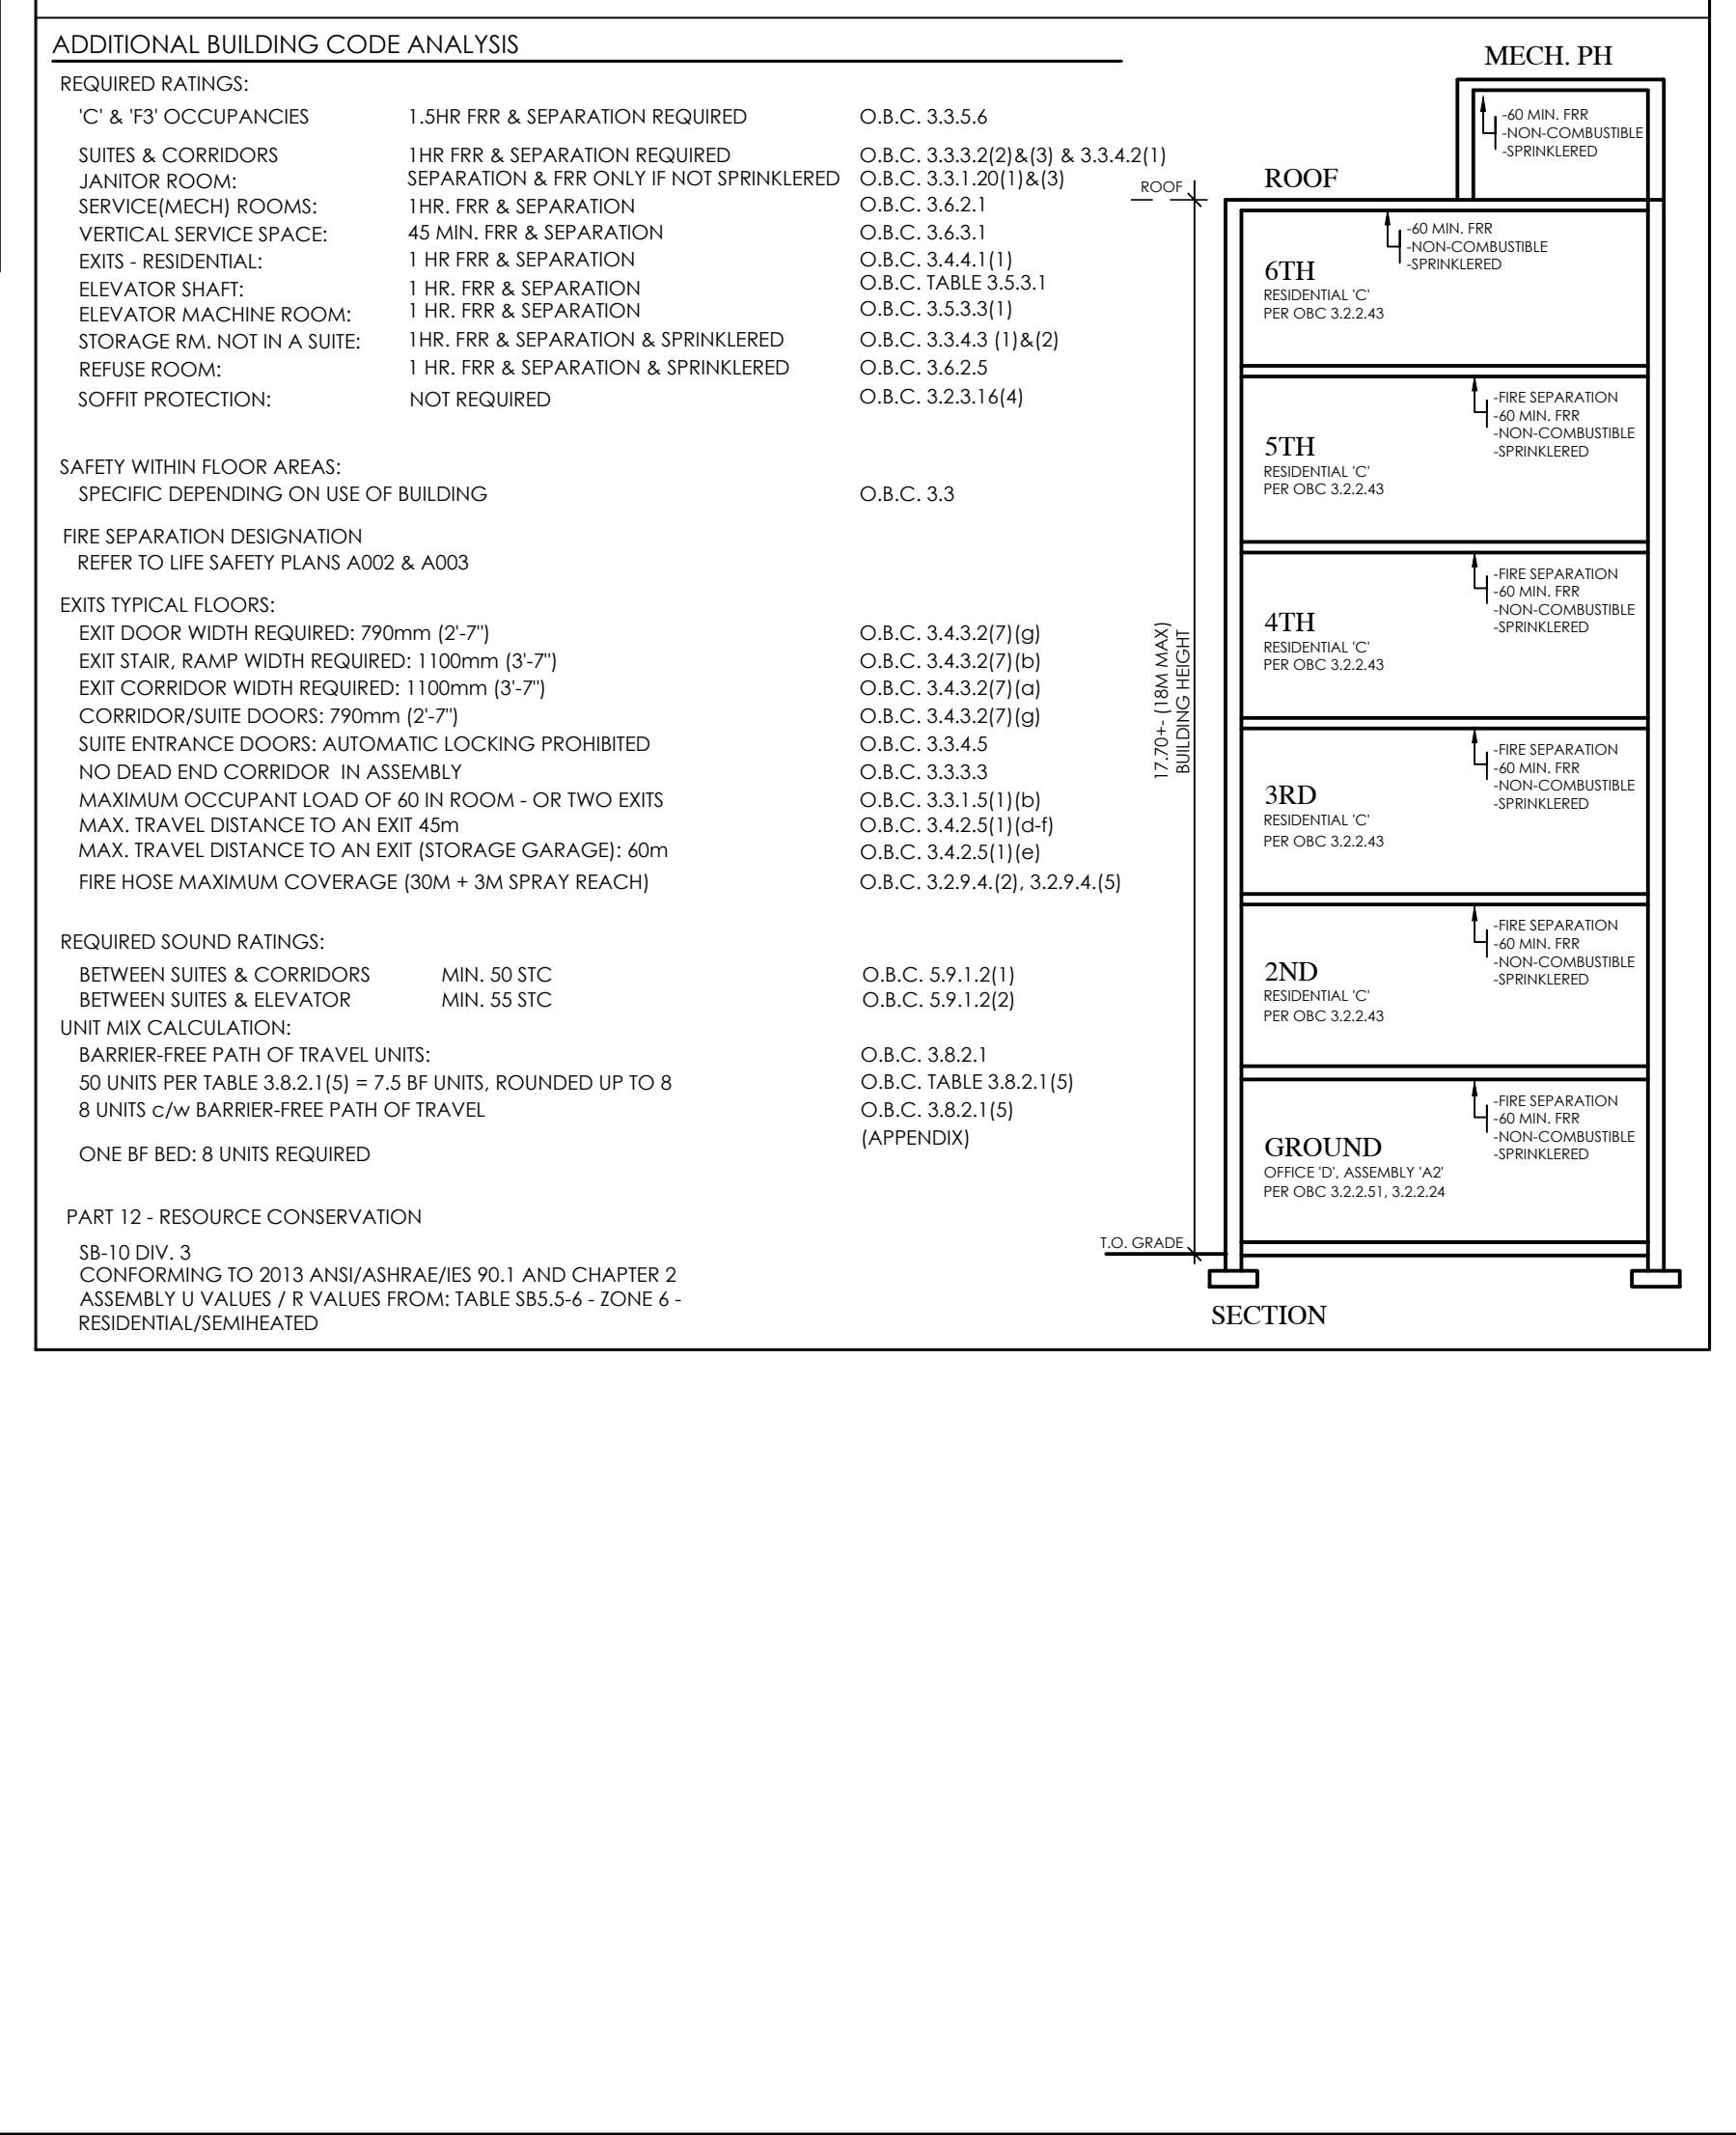 ADDITIONAL BUILDING CODE ANALYSIS
REQUIRED RATINGS:
'C' & 'F3' OCCUPANCIES 1.5HR FRR & SEPARATION REQUIRED O.B.C. 3.3.5.6
SUITES & CORRIDORS 1HR FRR & SEPARATION REQUIRED O.B.C. 3.3.3.2(2)&(3) & 3.3.4.2(1)
JANITOR ROOM: SEPARATION & FRR ONLY IF NOT SPRINKLERED O.B.C. 3.3.1.20(1)&(3)
SERVICE(MECH) ROOMS: 1HR. FRR & SEPARATION O.B.C. 3.6.2.1
VERTICAL SERVICE SPACE: 45 MIN. FRR & SEPARATION O.B.C. 3.6.3.1
EXITS - RESIDENTIAL: 1 HR FRR & SEPARATION O.B.C. 3.4.4.1(1)
ELEVATOR SHAFT: 1 HR. FRR & SEPARATION O.B.C. TABLE 3.5.3.1
ELEVATOR MACHINE ROOM: 1 HR. FRR & SEPARATION O.B.C. 3.5.3.3(1)
STORAGE RM. NOT IN A SUITE: 1HR. FRR & SEPARATION & SPRINKLERED O.B.C. 3.3.4.3 (1)&(2)
REFUSE ROOM: 1 HR. FRR & SEPARATION & SPRINKLERED O.B.C. 3.6.2.5
SOFFIT PROTECTION: NOT REQUIRED O.B.C. 3.2.3.16(4)
SAFETY WITHIN FLOOR AREAS:
SPECIFIC DEPENDING ON USE OF BUILDING O.B.C. 3.3
FIRE SEPARATION DESIGNATION
REFER TO LIFE SAFETY PLANS A002 & A003
EXITS TYPICAL FLOORS:
EXIT DOOR WIDTH REQUIRED: 790mm (2'-7") O.B.C. 3.4.3.2(7)(g)
EXIT STAIR, RAMP WIDTH REQUIRED: 1100mm (3'-7") O.B.C. 3.4.3.2(7)(b)
EXIT CORRIDOR WIDTH REQUIRED: 1100mm (3'-7") O.B.C. 3.4.3.2(7)(a)
CORRIDOR/SUITE DOORS: 790mm (2'-7") O.B.C. 3.4.3.2(7)(g)
SUITE ENTRANCE DOORS: AUTOMATIC LOCKING PROHIBITED O.B.C. 3.3.4.5
NO DEAD END CORRIDOR IN ASSEMBLY O.B.C. 3.3.3.3
MAXIMUM OCCUPANT LOAD OF 60 IN ROOM - OR TWO EXITS O.B.C. 3.3.1.5(1)(b)
MAX. TRAVEL DISTANCE TO AN EXIT 45m O.B.C. 3.4.2.5(1)(d-f)
MAX. TRAVEL DISTANCE TO AN EXIT (STORAGE GARAGE): 60m O.B.C. 3.4.2.5(1)(e)
FIRE HOSE MAXIMUM COVERAGE (30M + 3M SPRAY REACH) O.B.C. 3.2.9.4.(2), 3.2.9.4.(5)
REQUIRED SOUND RATINGS:
BETWEEN SUITES & CORRIDORS MIN. 50 STC O.B.C. 5.9.1.2(1)
BETWEEN SUITES & ELEVATOR MIN. 55 STC O.B.C. 5.9.1.2(2)
UNIT MIX CALCULATION:
BARRIER-FREE PATH OF TRAVEL UNITS: O.B.C. 3.8.2.1
50 UNITS PER TABLE 3.8.2.1(5) = 7.5 BF UNITS, ROUNDED UP TO 8 O.B.C. TABLE 3.8.2.1(5)
8 UNITS c/w BARRIER-FREE PATH OF TRAVEL O.B.C. 3.8.2.1(5)
(APPENDIX)
ONE BF BED: 8 UNITS REQUIRED
PART 12 - RESOURCE CONSERVATION
SB-10 DIV. 3
CONFORMING TO 2013 ANSI/ASHRAE/IES 90.1 AND CHAPTER 2
ASSEMBLY U VALUES / R VALUES FROM: TABLE SB5.5-6 - ZONE 6 -
RESIDENTIAL/SEMIHEATED
MECH. PH
-60 MIN. FRR
-NON-COMBUSTIBLE
-SPRINKLERED
ROOF
ROOF
-60 MIN. FRR
-NON-COMBUSTIBLE
-SPRINKLERED
6TH
RESIDENTIAL 'C'
PER OBC 3.2.2.43
-FIRE SEPARATION
-60 MIN. FRR
-NON-COMBUSTIBLE
-SPRINKLERED
5TH
RESIDENTIAL 'C'
PER OBC 3.2.2.43
-FIRE SEPARATION
-60 MIN. FRR
-NON-COMBUSTIBLE
-SPRINKLERED
4TH
RESIDENTIAL 'C'
PER OBC 3.2.2.43
17.70+- (18M MAX)
BUILDING HEIGHT
-FIRE SEPARATION
-60 MIN. FRR
-NON-COMBUSTIBLE
-SPRINKLERED
3RD
RESIDENTIAL 'C'
PER OBC 3.2.2.43
-FIRE SEPARATION
-60 MIN. FRR
-NON-COMBUSTIBLE
-SPRINKLERED
2ND
RESIDENTIAL 'C'
PER OBC 3.2.2.43
-FIRE SEPARATION
-60 MIN. FRR
-NON-COMBUSTIBLE
-SPRINKLERED
GROUND
OFFICE 'D', ASSEMBLY 'A2'
PER OBC 3.2.2.51, 3.2.2.24
T.O. GRADE
SECTION